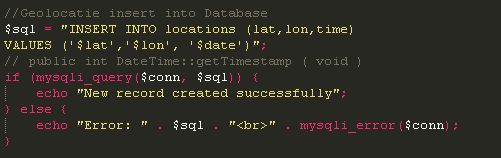 //Geolocatie insert into Database
$sql = "INSERT INTO locations (lat,lon,time)
VALUES ('$lat','$lon', '$date')";
// public int DateTime::getTimestamp ( void )
if (mysqli_query($conn, $sql)) {
    echo "New record created successfully";
} else {
    echo "Error: " . $sql . "<br>" . mysqli_error($conn);
}